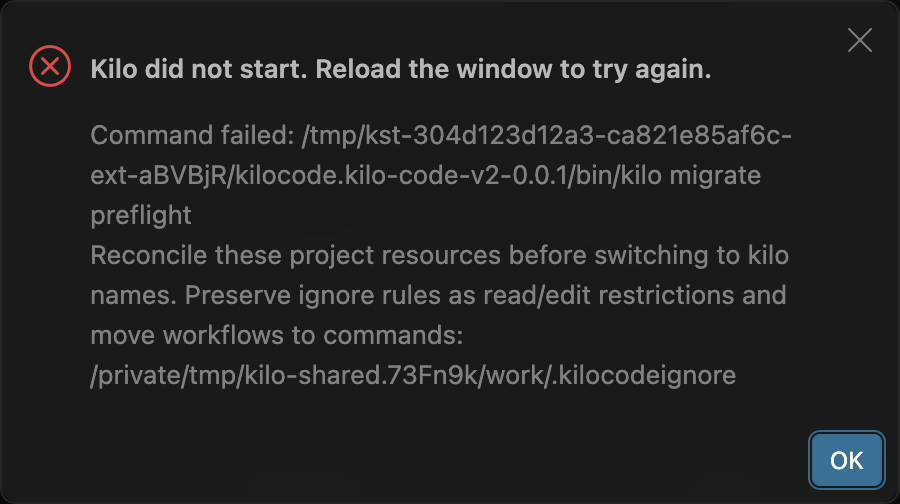 Kilo did not start. Reload the window to try again.
Command failed: /tmp/kst-304d123d12a3-ca821e85af6c-
ext-aBVBjR/kilocode.kilo-code-v2-0.0.1/bin/kilo migrate
preflight
Reconcile these project resources before switching to kilo
names. Preserve ignore rules as read/edit restrictions and
move workflows to commands:
/private/tmp/kilo-shared.73Fn9k/work/.kilocodeignore
OK